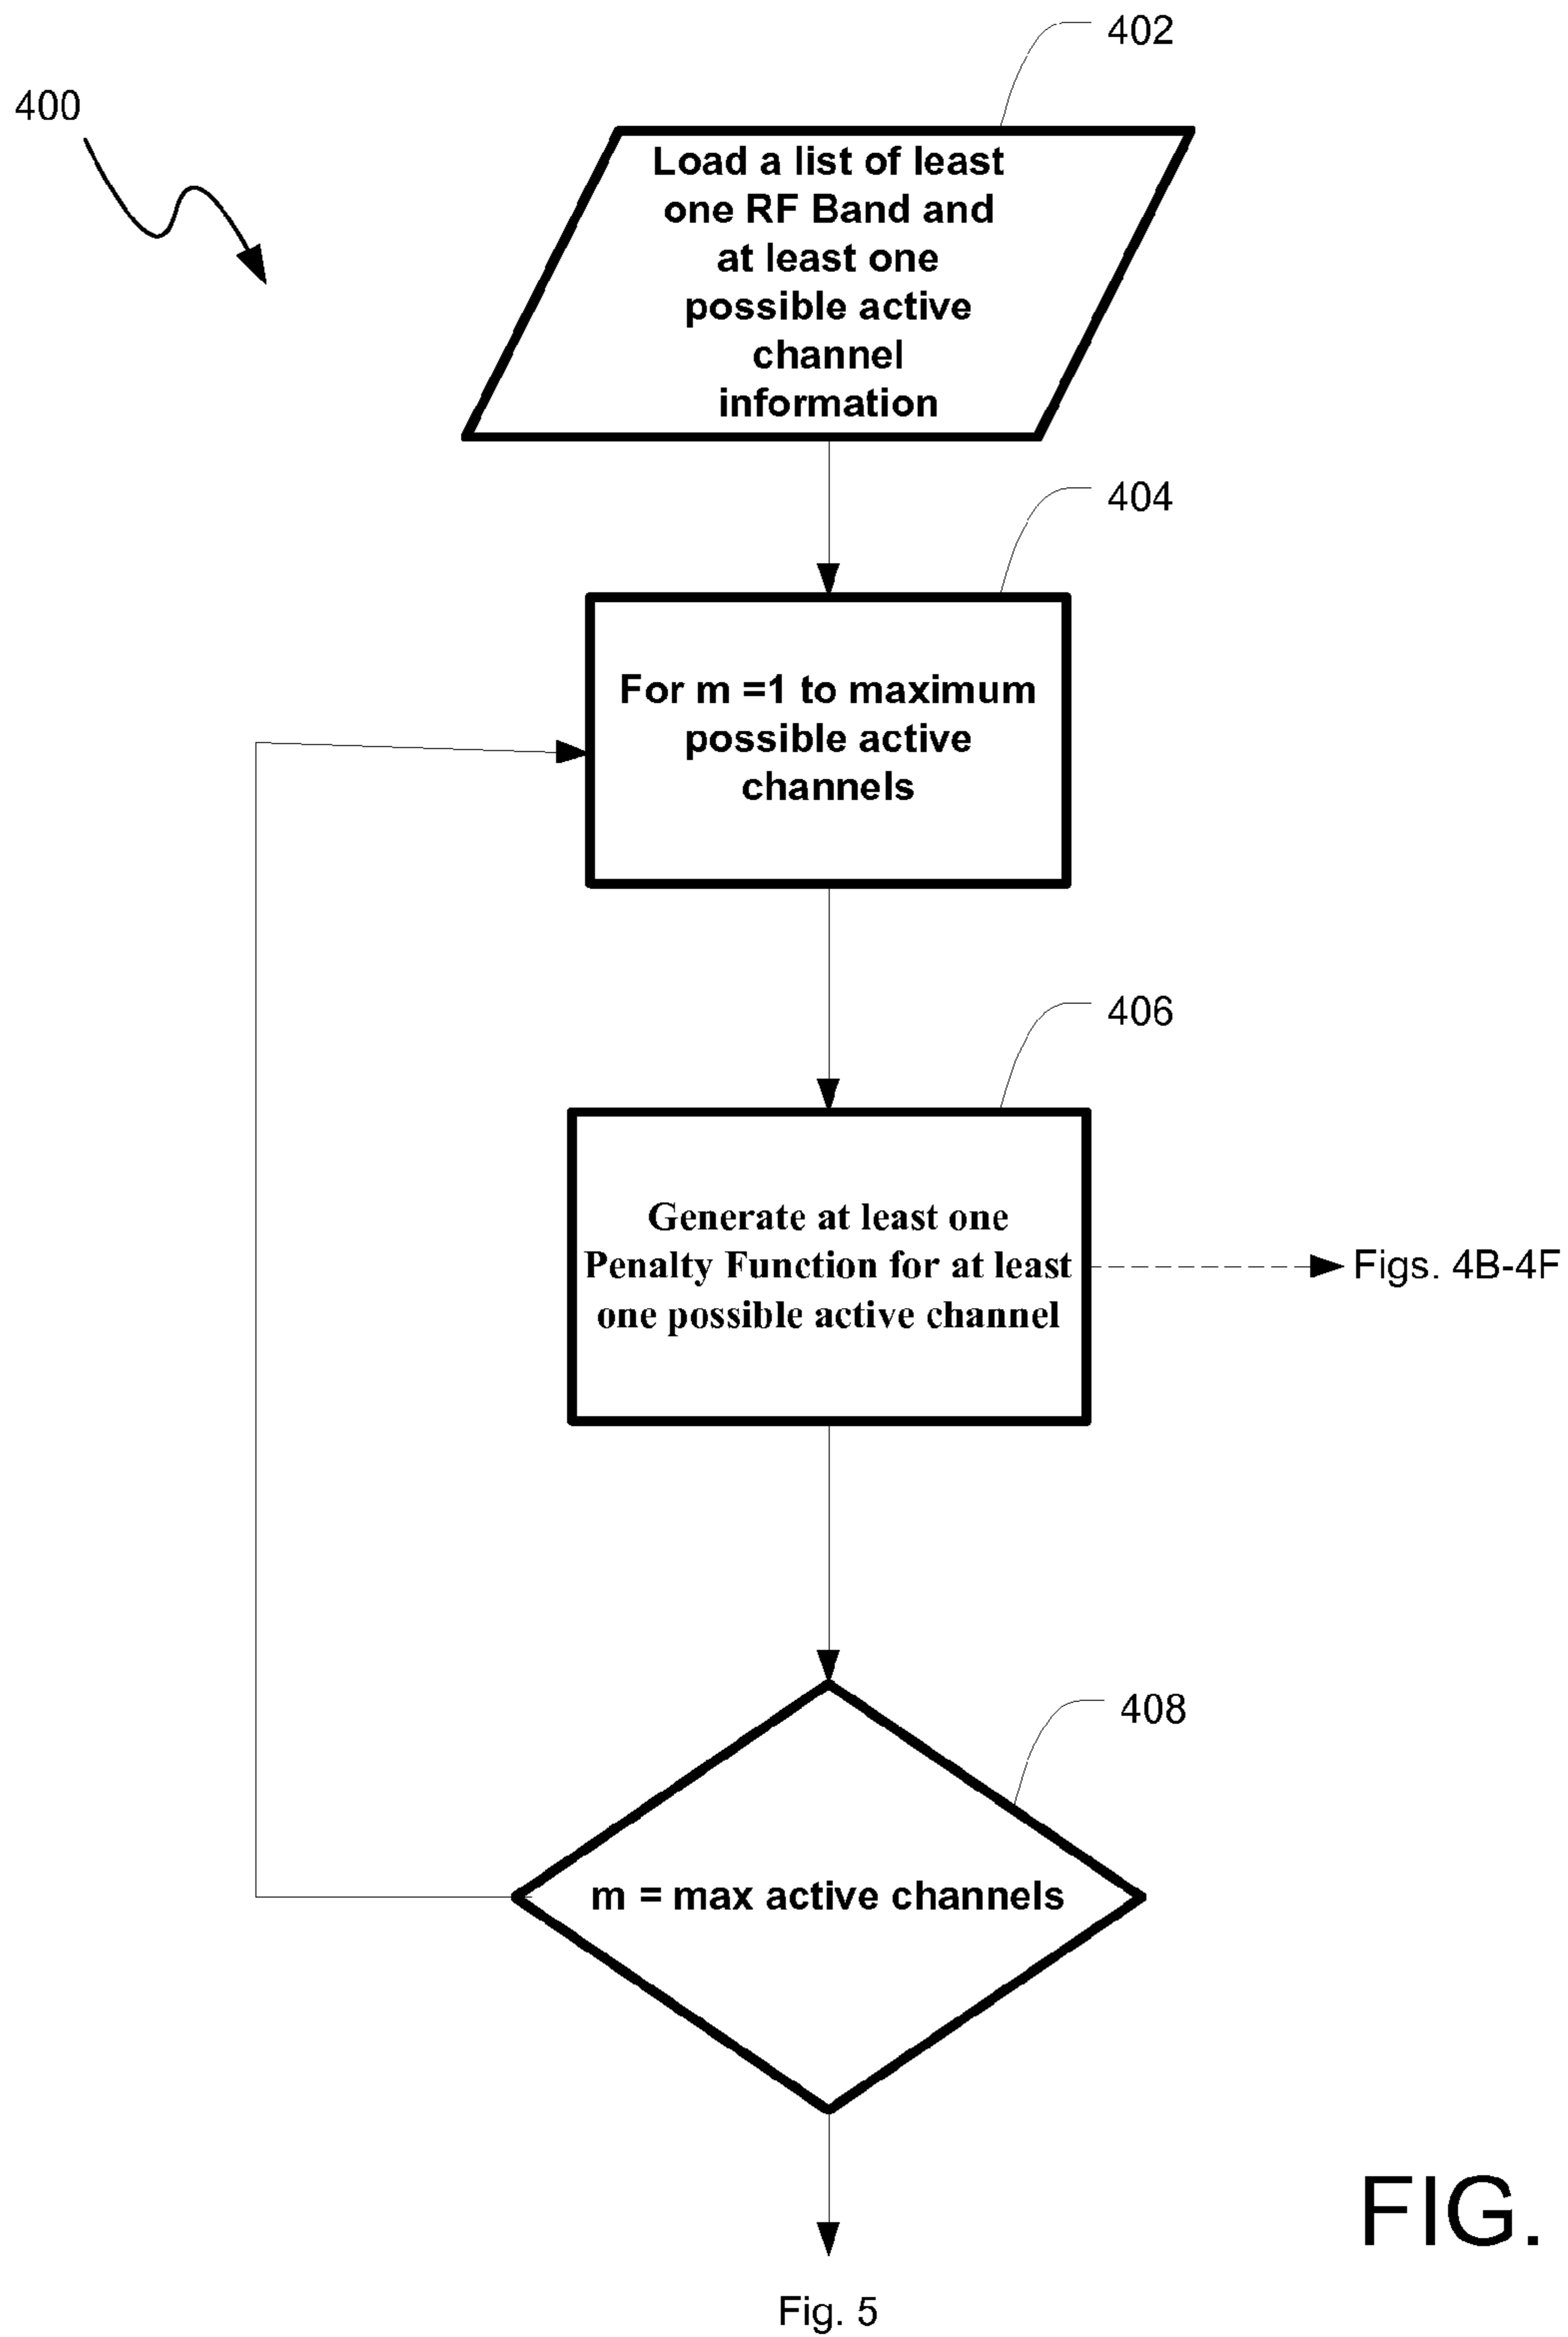 402
400
Load a list of least
one RF Band and
at least one
possible active
channel
information
404
For m =1 to maximum
possible active
channels
406
Generate at least one
Penalty Function for at least
one possible active channel
Figs. 4B-4F
408
m = max active channels
FIG.
Fig. 5